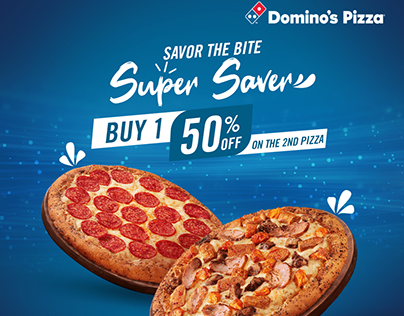 Domino's Pizza
SAVOR THE BITE
Super Saver
BUY 1 50% OFF ON THE 2ND PIZZA